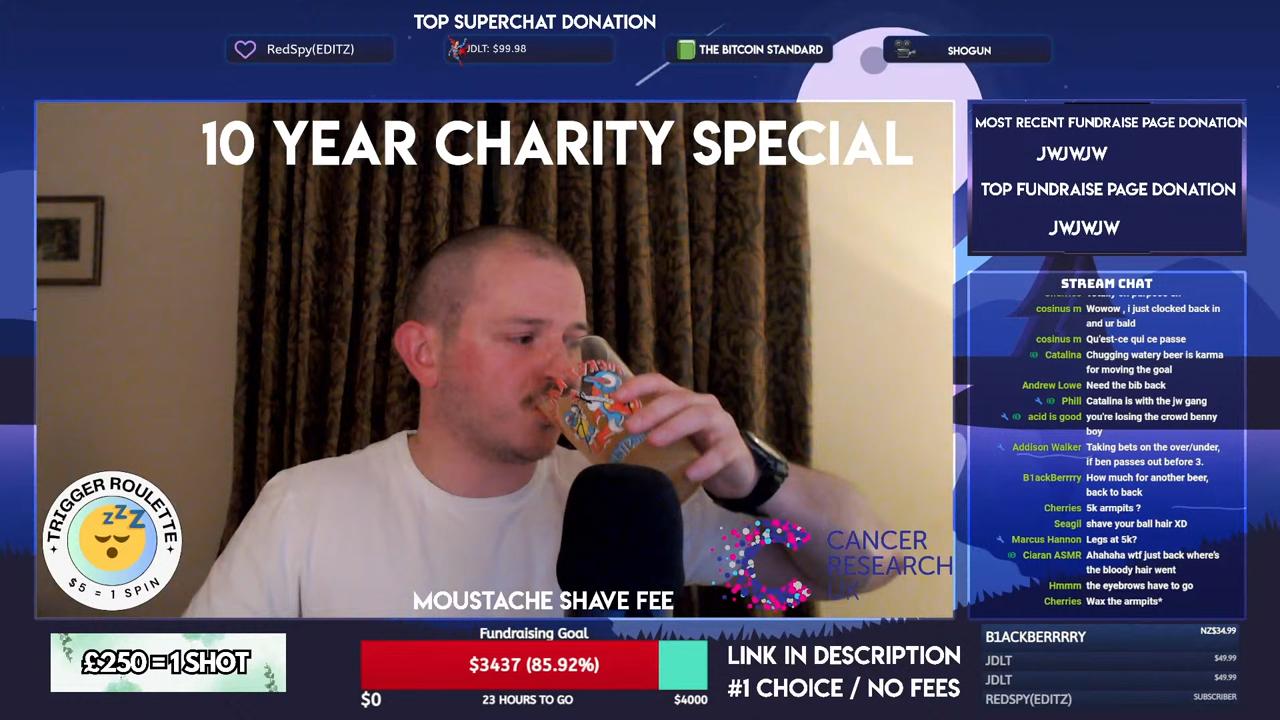 TOP SUPERCHAT DONATION
RedSpy(EDITZ)
JDLT: $99.98
THE BITCOIN STANDARD
SHOGUN
10 YEAR CHARITY SPECIAL
MOST RECENT FUNDRAISE PAGE DONATION
JWJWJW
TOP FUNDRAISE PAGE DONATION
JWJWJW
STREAM CHAT
cosinus m Wowow , i just clocked back in
and ur bald
cosinus m Qu'est-ce qui ce passe
Catalina Chugging watery beer is karma
for moving the goal
Andrew Lowe Need the bib back
Phill Catalina is with the jw gang
acid is good you're losing the crowd benny
boy
Addison Walker Taking bets on the over/under,
if ben passes out before 3.
B1ackBerrrry How much for another beer,
back to back
Cherries 5k armpits ?
Seagil shave your ball hair XD
Marcus Hannon Legs at 5k?
Ciaran ASMR Ahahaha wtf just back where's
the bloody hair went
Hmmm the eyebrows have to go
Cherries Wax the armpits*
TRIGGER ROULETTE
zzz
$5 = 1 SPIN
CANCER
RESEARCH
UK
MOUSTACHE SHAVE FEE
£250 = 1 SHOT
Fundraising Goal
$3437 (85.92%)
$0
23 HOURS TO GO
$4000
LINK IN DESCRIPTION
#1 CHOICE / NO FEES
B1ACKBERRRRY NZ$34.99
JDLT $49.99
JDLT $49.99
REDSPY(EDITZ) SUBSCRIBER